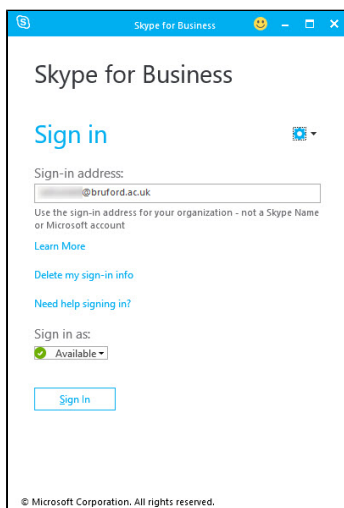 Skype for Business
Skype for Business
Sign in
Sign-in address:
@bruford.ac.uk
Use the sign-in address for your organization - not a Skype Name
or Microsoft account
Learn More
Delete my sign-in info
Need help signing in?
Sign in as:
Available
Sign In
© Microsoft Corporation. All rights reserved.